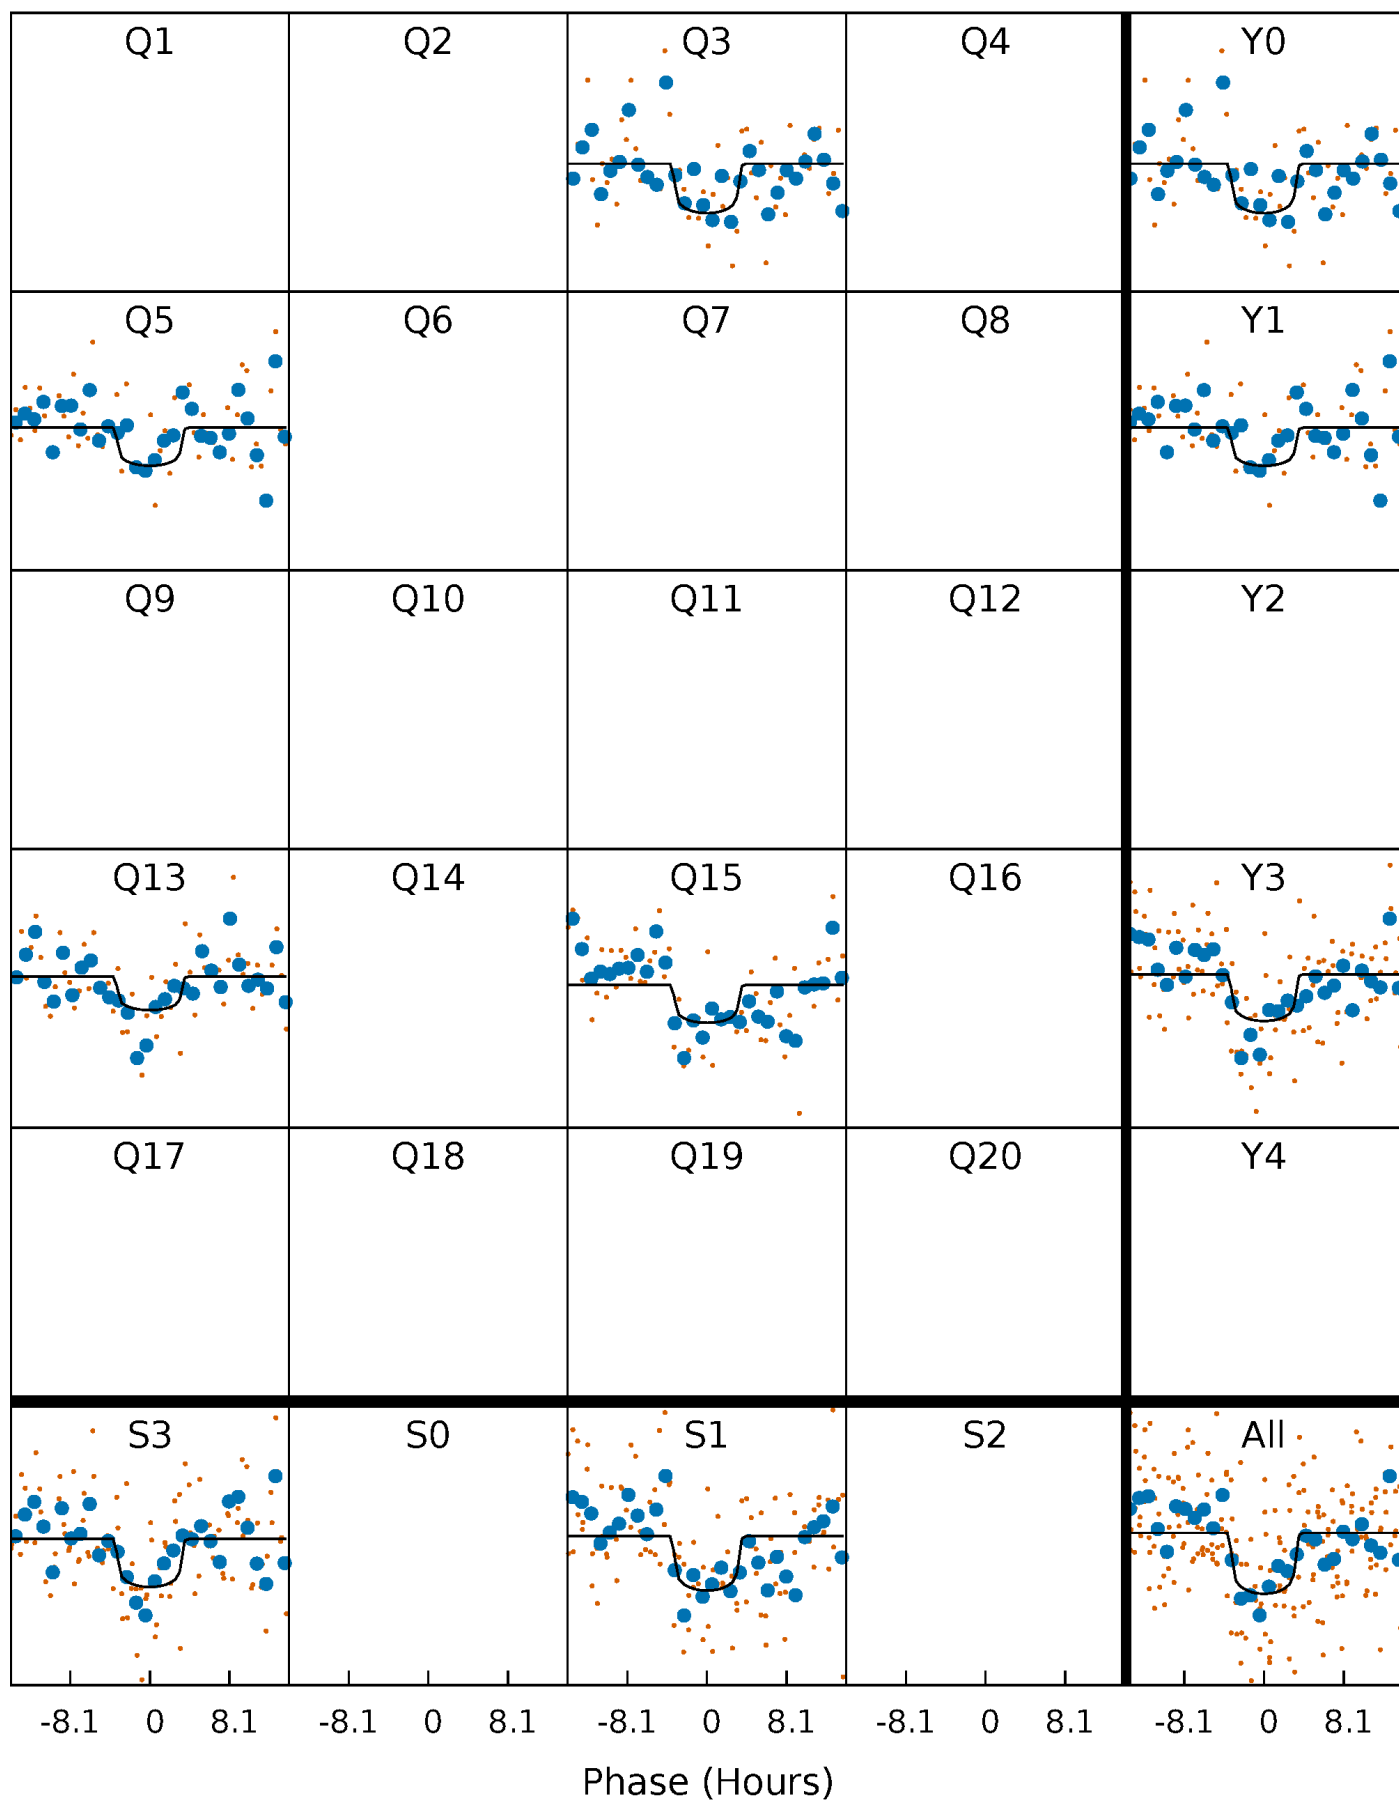 Q1 Q2 Q3 Q4 Y0
Q5 Q6 Q7 Q8 Y1
Q9 Q10 Q11 Q12 Y2
Q13 Q14 Q15 Q16 Y3
Q17 Q18 Q19 Q20 Y4
S3 S0 S1 S2 All
-8.1 0 8.1 -8.1 0 8.1 -8.1 0 8.1 -8.1 0 8.1 -8.1 0 8.1
Phase (Hours)